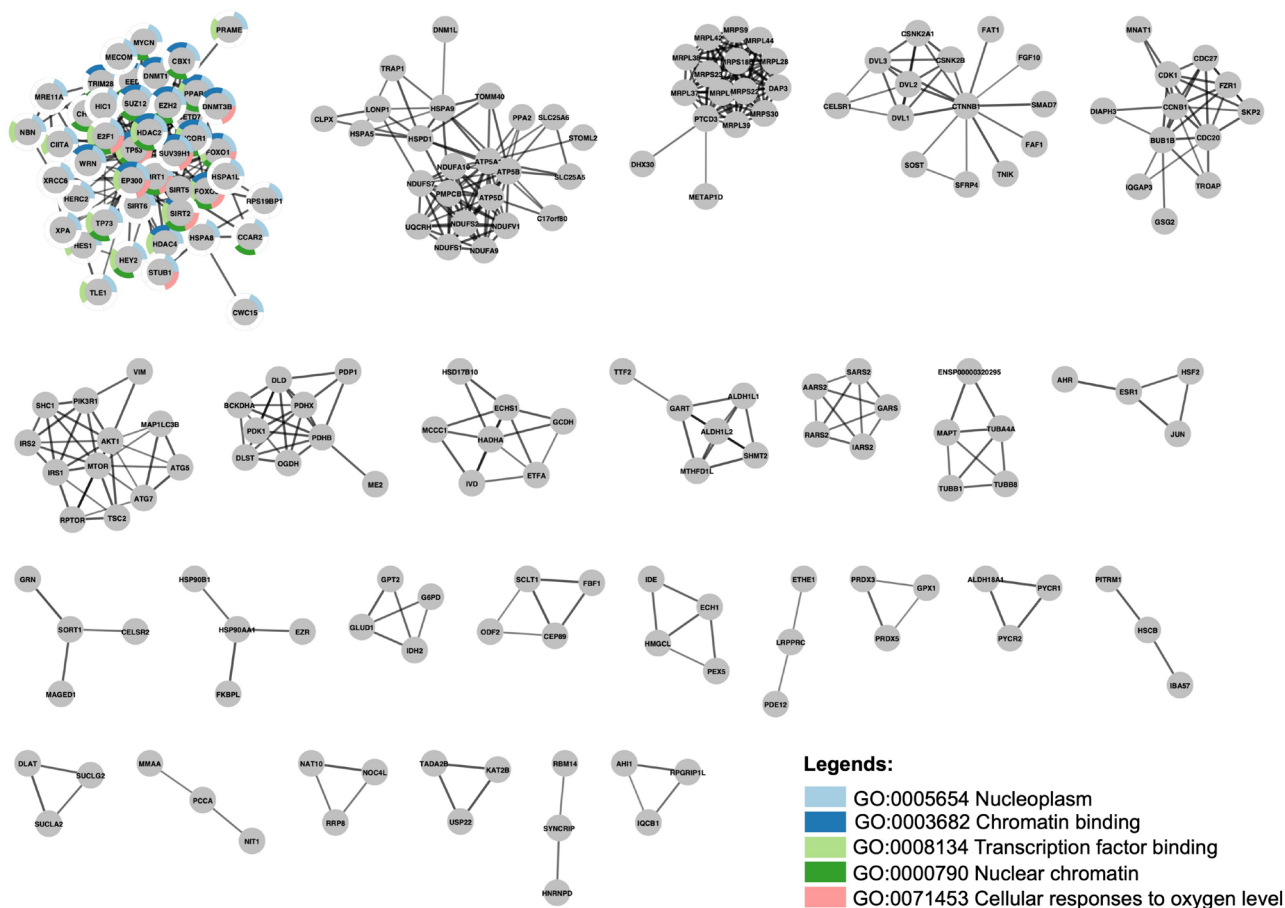 PRAME
MYCN
MECOM
CBX1
TRIM28
EED
DNMT1
MRE11A
HIC1
SUZ12
EZH2
PPAR
DNMT3B
NBN
CIITA
E2F1
HDAC2
WRN
TP53
SUV39H1
FOXO1
XRCC6
EP300
SIRT5
HSPA1L
HERC2
SIRT6
SIRT2
RPS19BP1
XPA
TP73
HES1
HEY2
HDAC4
HSPA8
CCAR2
STUB1
TLE1
CWC15
DNM1L
TRAP1
LONP1
HSPA9
TOMM40
CLPX
HSPA5
HSPD1
PPA2
SLC25A6
STOML2
ATP5A1
NDUFA10
ATP5B
SLC25A5
NDUFS7
PMPCB
ATP5D
C17orf80
UQCRH
NDUFS2
NDUFV1
NDUFS1
NDUFA9
MRPS9
MRPL42
MRPL44
MRPL38
MRPS18B
MRPL28
MRPS23
MRPL37
MRPL
MRPS22
DAP3
PTCD3
MRPL39
MRPS30
DHX30
METAP1D
CSNK2A1
FAT1
DVL3
CSNK2B
FGF10
DVL2
CELSR1
DVL1
CTNNB1
SMAD7
FAF1
SOST
SFRP4
TNIK
MNAT1
CDK1
CDC27
FZR1
DIAPH3
CCNB1
SKP2
BUB1B
CDC20
IQGAP3
TROAP
GSG2
VIM
SHC1
PIK3R1
MAP1LC3B
IRS2
AKT1
IRS1
MTOR
ATG5
RPTOR
TSC2
ATG7
DLD
PDP1
BCKDHA
PDHX
PDK1
PDHB
DLST
OGDH
ME2
HSD17B10
ECHS1
MCCC1
HADHA
GCDH
IVD
ETFA
TTF2
GART
ALDH1L1
ALDH1L2
MTHFD1L
SHMT2
SARS2
AARS2
GARS
RARS2
IARS2
ENSP00000320295
MAPT
TUBA4A
TUBB1
TUBB8
AHR
ESR1
HSF2
JUN
GRN
SORT1
CELSR2
MAGED1
HSP90B1
HSP90AA1
EZR
FKBPL
GPT2
G6PD
GLUD1
IDH2
SCLT1
FBF1
ODF2
CEP89
IDE
ECH1
HMGCL
PEX5
ETHE1
LRPPRC
PDE12
PRDX3
GPX1
PRDX5
ALDH18A1
PYCR1
PYCR2
PITRM1
HSCB
IBA57
DLAT
SUCLG2
SUCLA2
MMAA
PCCA
NIT1
NAT10
NOC4L
RRP8
TADA2B
KAT2B
USP22
RBM14
SYNCRIP
HNRNPD
AHI1
RPGRIP1L
IQCB1
Legends:
GO:0005654 Nucleoplasm
GO:0003682 Chromatin binding
GO:0008134 Transcription factor binding
GO:0000790 Nuclear chromatin
GO:0071453 Cellular responses to oxygen level